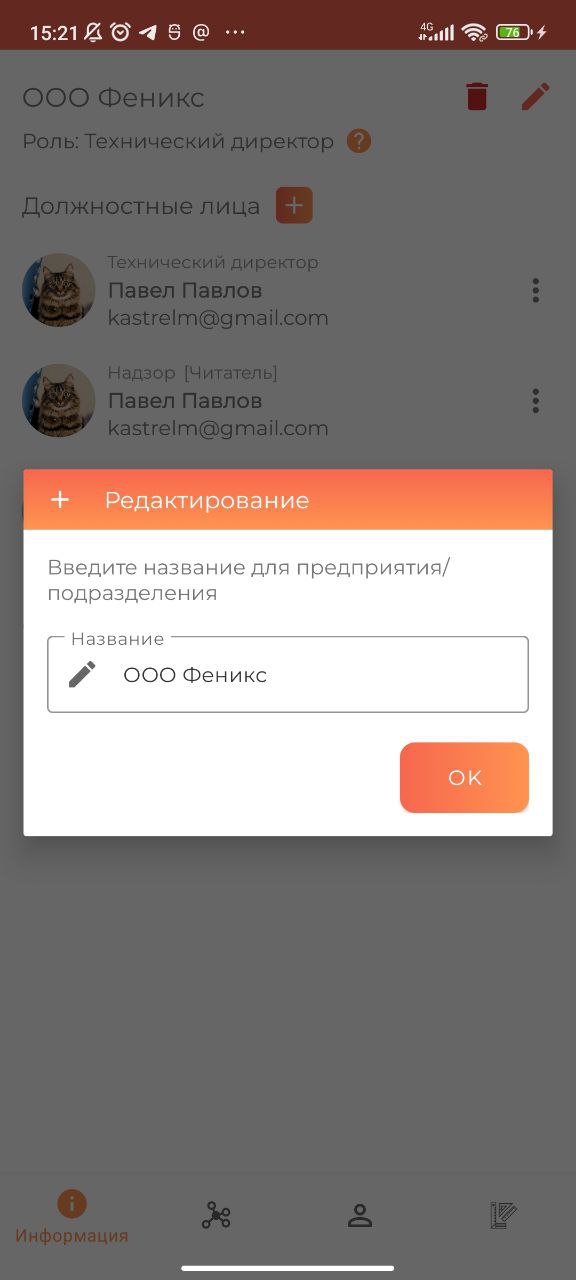 15:21
4G
76
ООО Феникс
Роль: Технический директор ?
Должностные лица +
Технический директор
Павел Павлов
kastrelm@gmail.com
Надзор [Читатель]
Павел Павлов
kastrelm@gmail.com
+ Редактирование
Введите название для предприятия/
подразделения
Название
ООО Феникс
OK
Информация